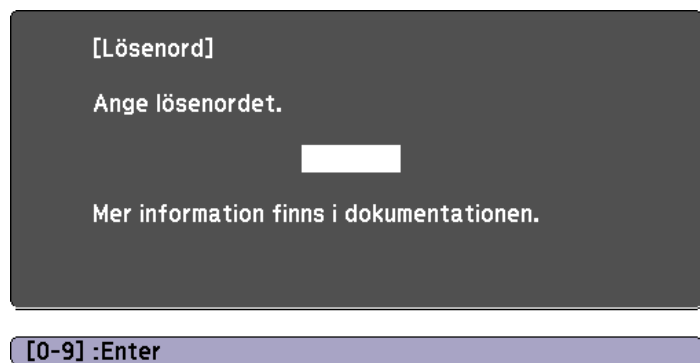 [Lösenord]
Ange lösenordet.
Mer information finns i dokumentationen.
[0-9] :Enter